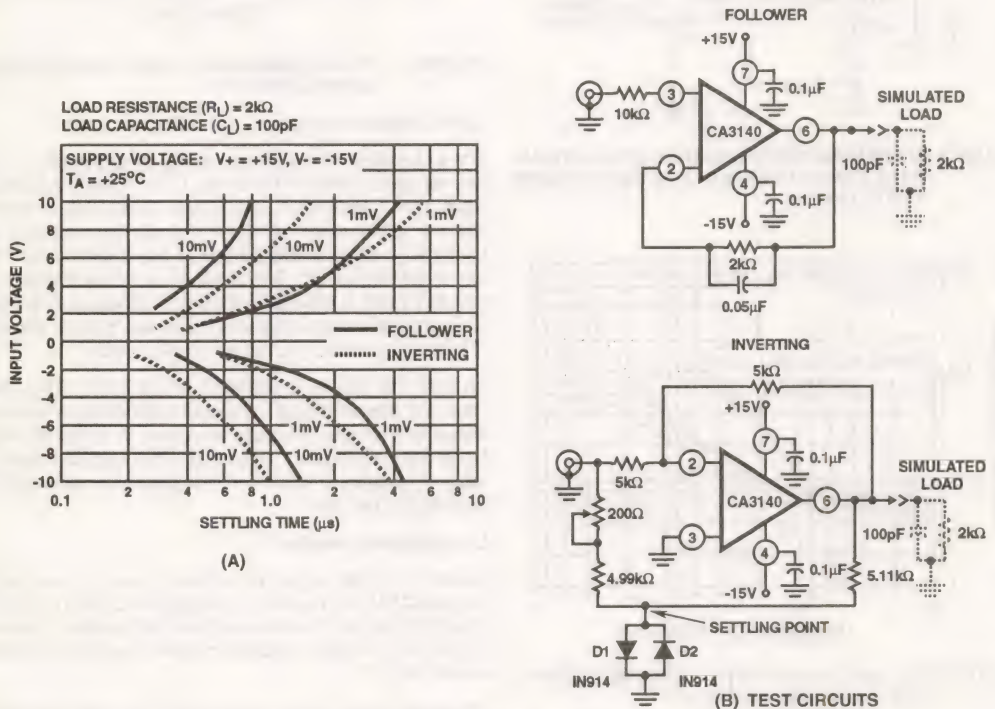 LOAD RESISTANCE (RL) = 2kΩ
LOAD CAPACITANCE (CL) = 100pF
SUPPLY VOLTAGE: V+ = +15V, V- = -15V
TA = +25°C
INPUT VOLTAGE (V)
10
8
6
4
2
0
-2
-4
-6
-8
-10
10mV
10mV
1mV
1mV
FOLLOWER
INVERTING
10mV
10mV
1mV
1mV
0.1
2
4
6
8
1.0
2
4
6
8
10
SETTLING TIME (µs)
(A)
FOLLOWER
+15V
7
0.1µF
3
10kΩ
CA3140
6
SIMULATED
LOAD
100pF
2kΩ
2
4
0.1µF
-15V
2kΩ
0.05µF
INVERTING
5kΩ
+15V
7
0.1µF
2
5kΩ
CA3140
6
SIMULATED
LOAD
200Ω
100pF
2kΩ
3
4
0.1µF
5.11kΩ
4.99kΩ
-15V
SETTLING POINT
D1
D2
IN914
IN914
(B) TEST CIRCUITS